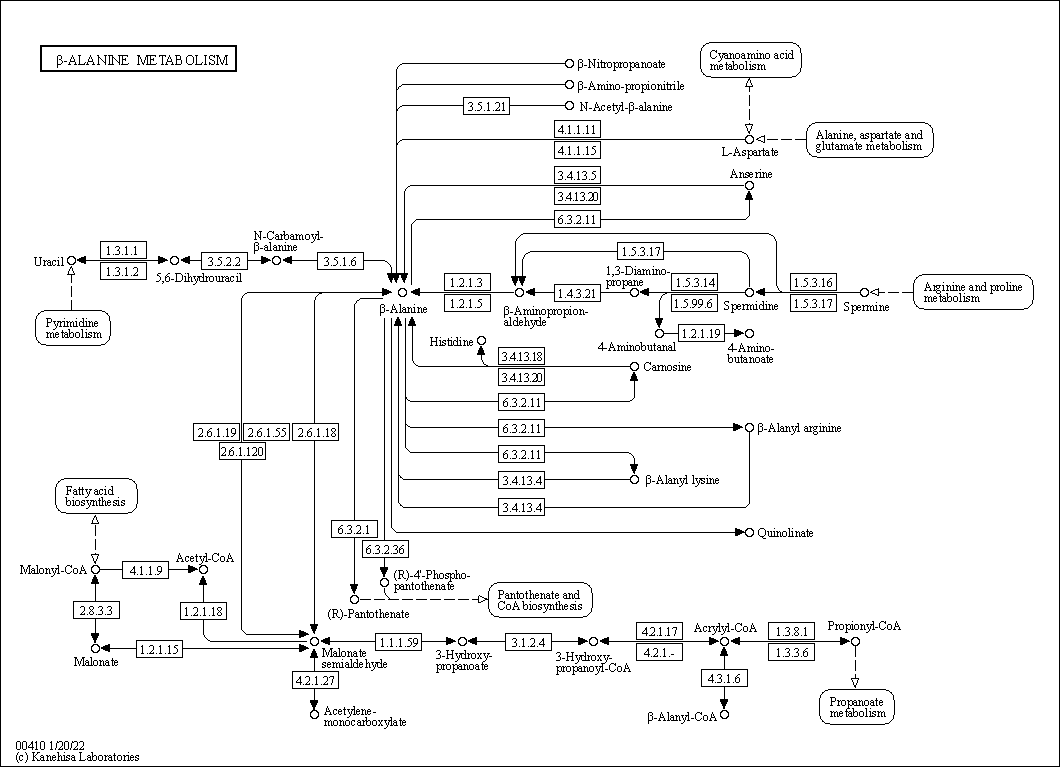 β-ALANINE METABOLISM
Cyanoamino acid
metabolism
β-Nitropropanoate
β-Amino-propionitrile
3.5.1.21
N-Acetyl-β-alanine
4.1.1.11
4.1.1.15
L-Aspartate
Alanine, aspartate and
glutamate metabolism
Anserine
3.4.13.5
3.4.13.20
6.3.2.11
Uracil
1.3.1.1
1.3.1.2
5,6-Dihydrouracil
3.5.2.2
N-Carbamoyl-
β-alanine
3.5.1.6
Pyrimidine
metabolism
β-Alanine
1.2.1.3
1.2.1.5
β-Aminopropion-
aldehyde
1.4.3.21
1,3-Diamino-
propane
1.5.3.17
1.5.3.14
1.5.99.6
Spermidine
1.5.3.16
1.5.3.17
Spermine
Arginine and proline
metabolism
4-Aminobutanal
1.2.1.19
4-Amino-
butanoate
Histidine
3.4.13.18
3.4.13.20
Carnosine
6.3.2.11
6.3.2.11
β-Alanyl arginine
6.3.2.11
3.4.13.4
β-Alanyl lysine
3.4.13.4
Quinolinate
2.6.1.19
2.6.1.55
2.6.1.18
2.6.1.120
Fatty acid
biosynthesis
6.3.2.1
6.3.2.36
Malonyl-CoA
4.1.1.9
Acetyl-CoA
(R)-4'-Phospho-
pantothenate
(R)-Pantothenate
Pantothenate and
CoA biosynthesis
2.8.3.3
1.2.1.18
Malonate
1.2.1.15
Malonate
semialdehyde
1.1.1.59
3-Hydroxy-
propanoate
3.1.2.4
3-Hydroxy-
propanoyl-CoA
4.2.1.17
4.2.1.-
Acrylyl-CoA
1.3.8.1
1.3.3.6
Propionyl-CoA
4.2.1.27
Acetylene-
monocarboxylate
4.3.1.6
β-Alanyl-CoA
Propanoate
metabolism
00410 1/20/22
(c) Kanehisa Laboratories